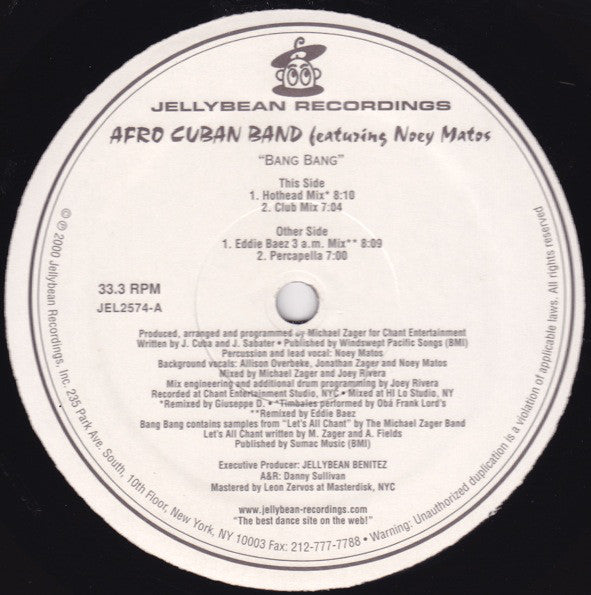 JELLYBEAN RECORDINGS
AFRO CUBAN BAND featuring Noey Matos
"BANG BANG"
This Side
1. Hothead Mix* 8:10
2. Club Mix 7:04
Other Side
1. Eddie Baez 3 a.m. Mix** 8:09
2. Percapella 7:00
33.3 RPM
JEL2574-A
Produced, arranged and programmed by Michael Zager for Chant Entertainment
Written by J. Cuba and J. Sabater • Published by Windswept Pacific Songs (BMI)
Percussion and lead vocal: Noey Matos
Background vocals: Allison Overbeke, Jonathan Zager and Noey Matos
Mixed by Michael Zager and Joey Rivera
Mix engineering and additional drum programming by Joey Rivera
Recorded at Chant Entertainment Studio, NYC • Mixed at Hi Lo Studio, NY
*Remixed by Giuseppe D. • *Timbales performed by Obá Frank Lord's
**Remixed by Eddie Baez
Bang Bang contains samples from "Let's All Chant" by The Michael Zager Band
Let's All Chant written by M. Zager and A. Fields
Published by Sumac Music (BMI)
Executive Producer: JELLYBEAN BENITEZ
A&R: Danny Sullivan
Mastered by Leon Zervos at Masterdisk, NYC
www.jellybean-recordings.com
"The best dance site on the web!"
℗ © 2000 Jellybean Recordings, Inc. 235 Park Ave. South, 10th Floor, New York, NY 10003 Fax: 212-777-7788 • Warning: Unauthorized duplication is a violation of applicable laws. All rights reserved